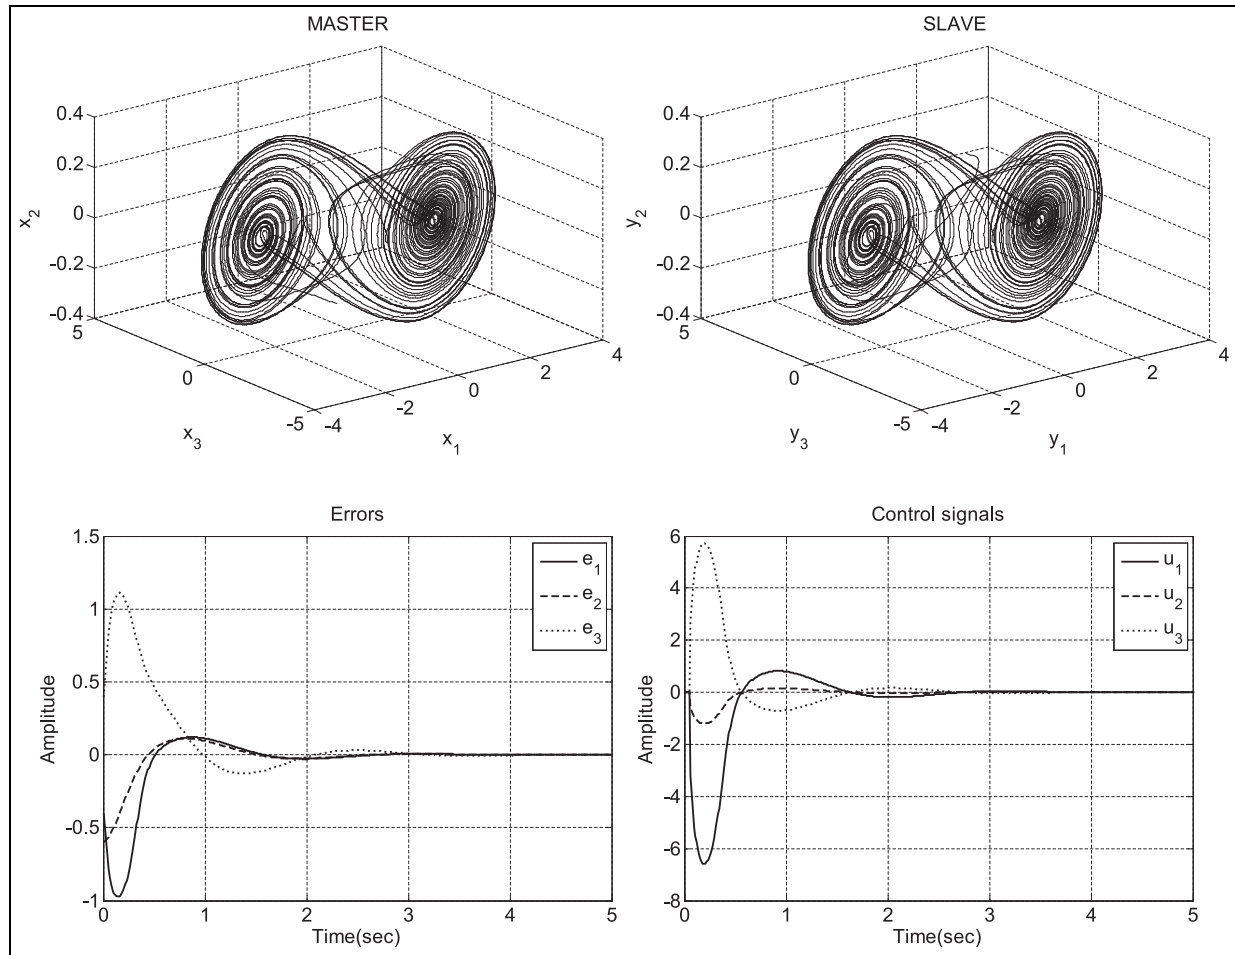 MASTER
0.4
0.2
0
-0.2
-0.4
x2
5
0
-5
x3
-4
-2
0
2
4
x1
SLAVE
0.4
0.2
0
-0.2
-0.4
y2
5
0
-5
y3
-4
-2
0
2
4
y1
Errors
1.5
1
0.5
0
-0.5
-1
Amplitude
e1
e2
e3
0 1 2 3 4 5
Time(sec)
Control signals
6
4
2
0
-2
-4
-6
-8
Amplitude
u1
u2
u3
0 1 2 3 4 5
Time(sec)